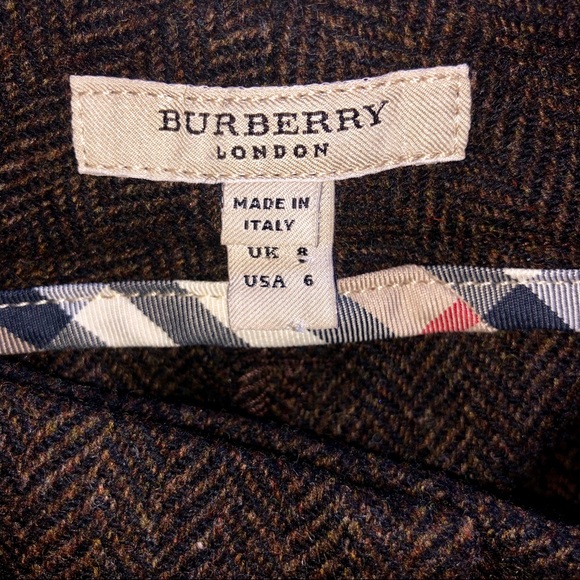 BURBERRY
LONDON
MADE IN
ITALY
UK 8
USA 6